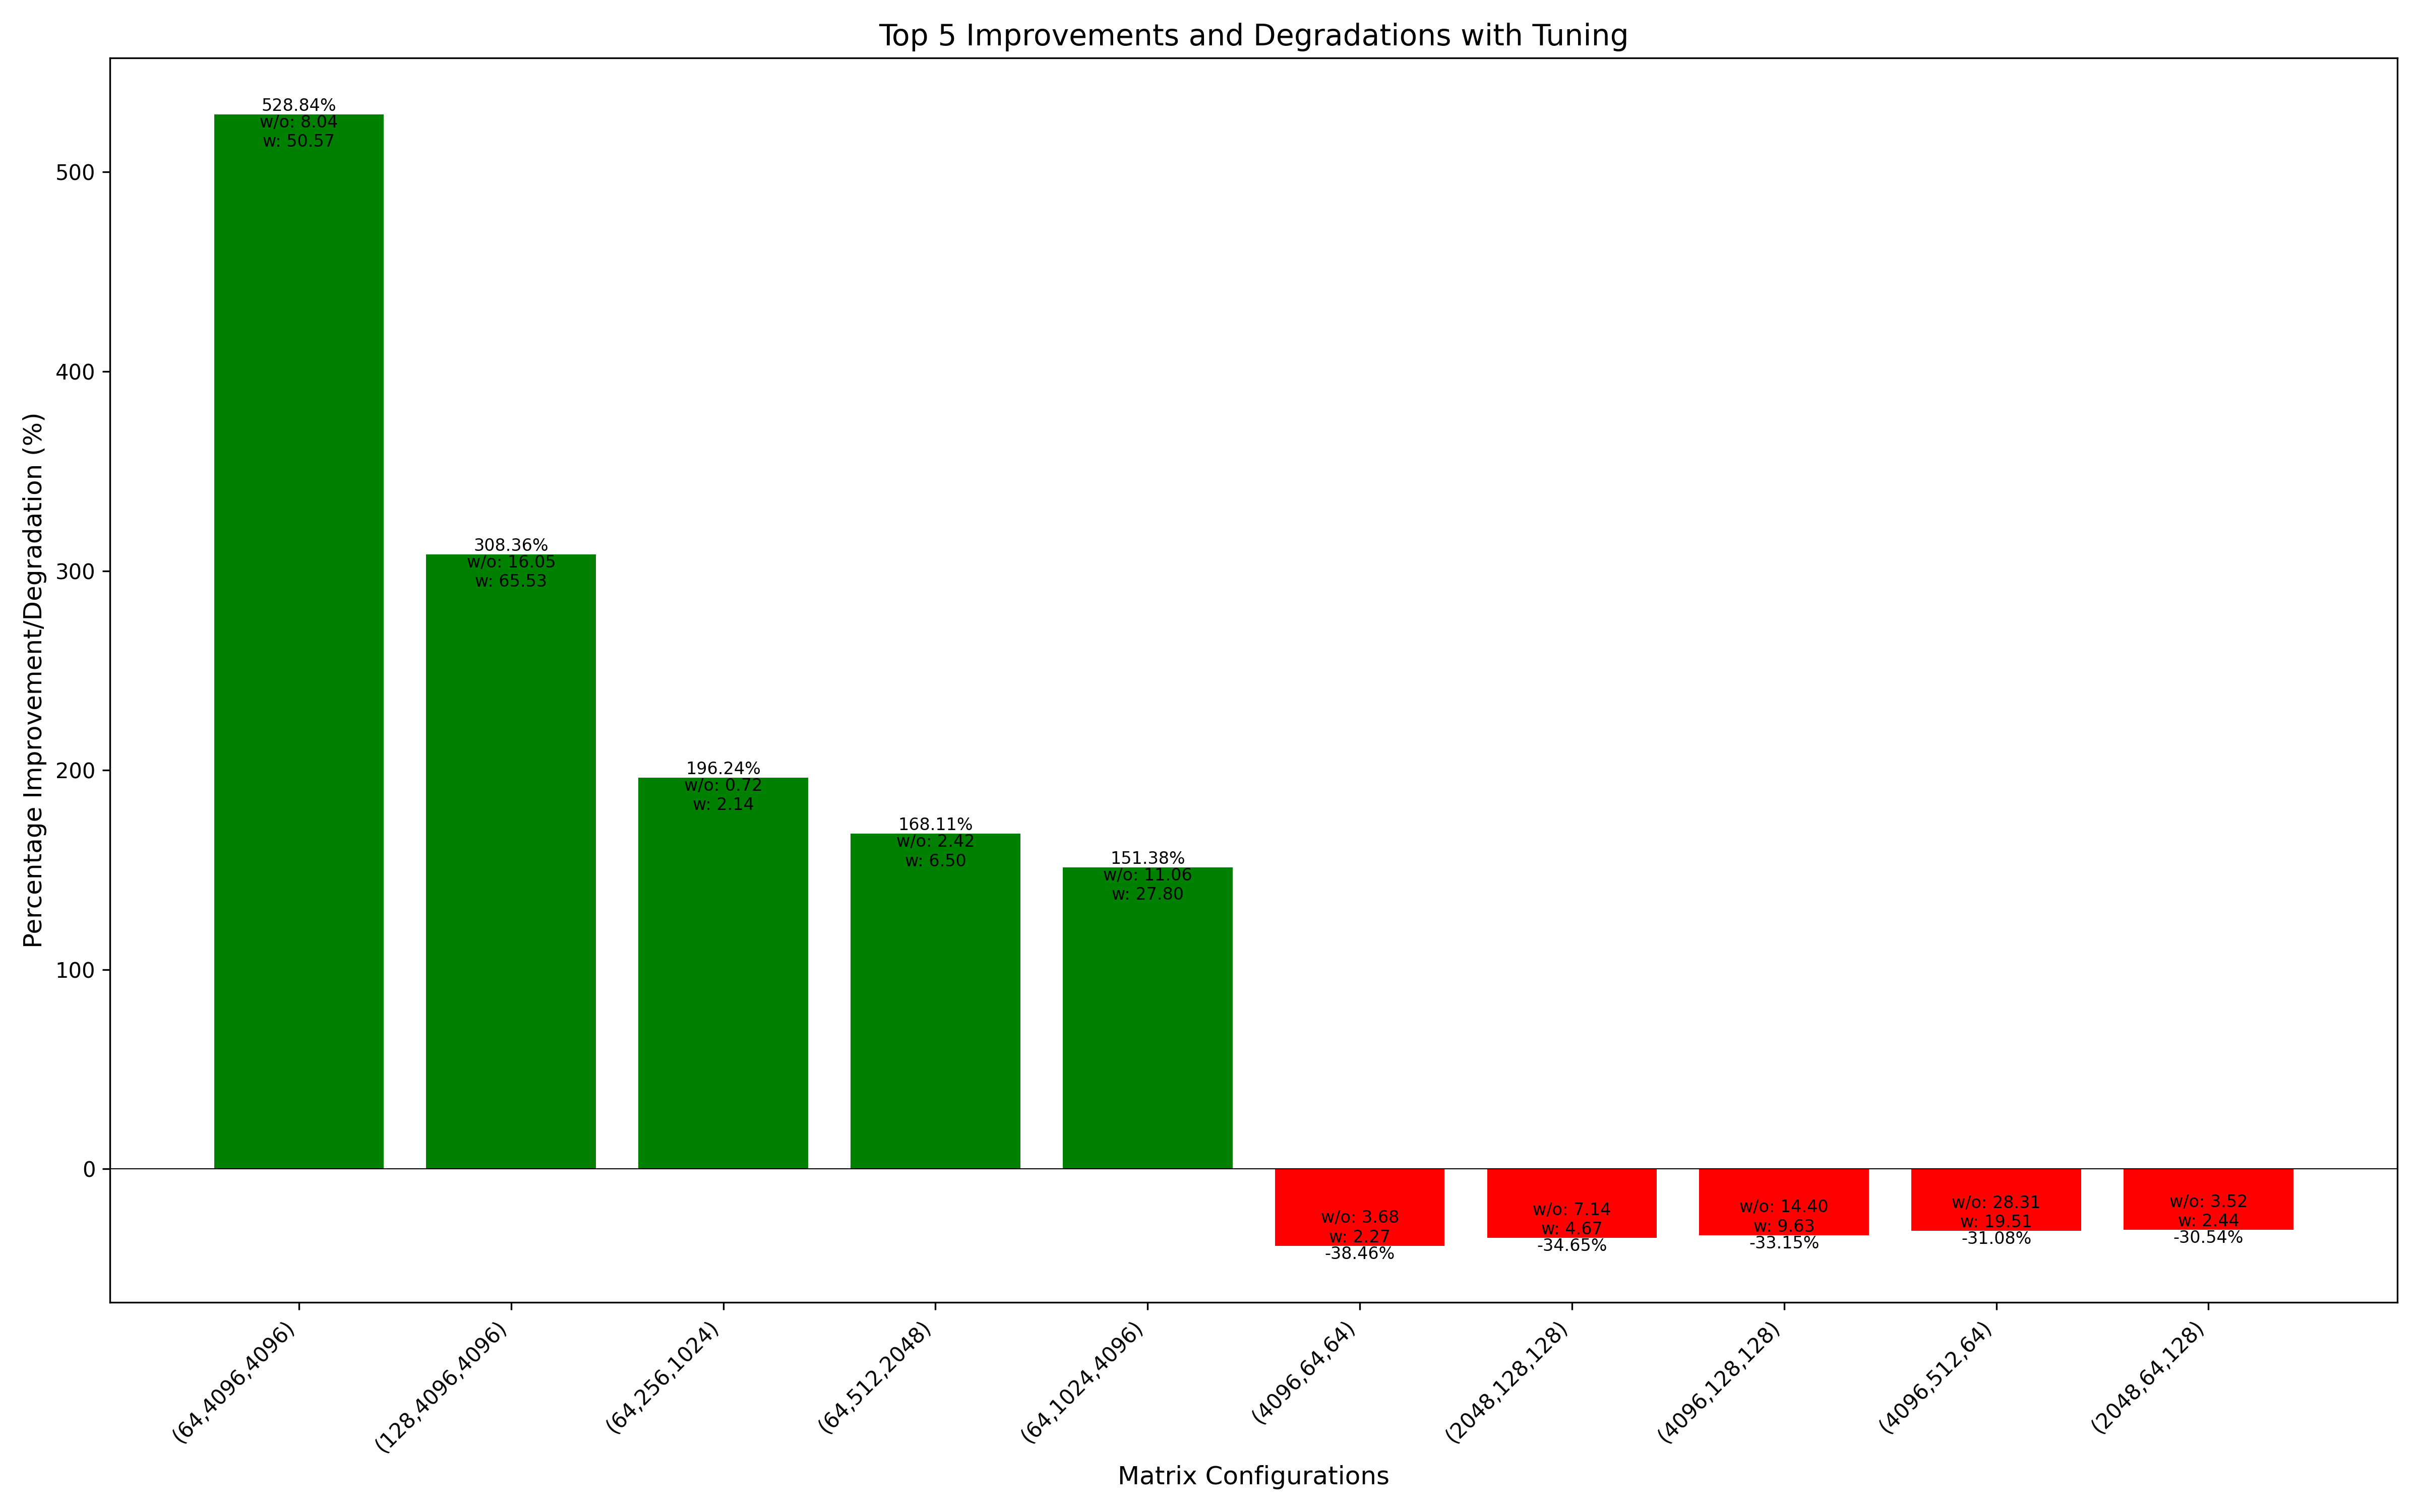 Top 5 Improvements and Degradations with Tuning
Percentage Improvement/Degradation (%)
500
400
300
200
100
0
528.84%
w/o: 8.04
w: 50.57
308.36%
w/o: 16.05
w: 65.53
196.24%
w/o: 0.72
w: 2.14
168.11%
w/o: 2.42
w: 6.50
151.38%
w/o: 11.06
w: 27.80
w/o: 3.68
w: 2.27
-38.46%
w/o: 7.14
w: 4.67
-34.65%
w/o: 14.40
w: 9.63
-33.15%
w/o: 28.31
w: 19.51
-31.08%
w/o: 3.52
w: 2.44
-30.54%
(64,4096,4096)
(128,4096,4096)
(64,256,1024)
(64,512,2048)
(64,1024,4096)
(4096,64,64)
(2048,128,128)
(4096,128,128)
(4096,512,64)
(2048,64,128)
Matrix Configurations